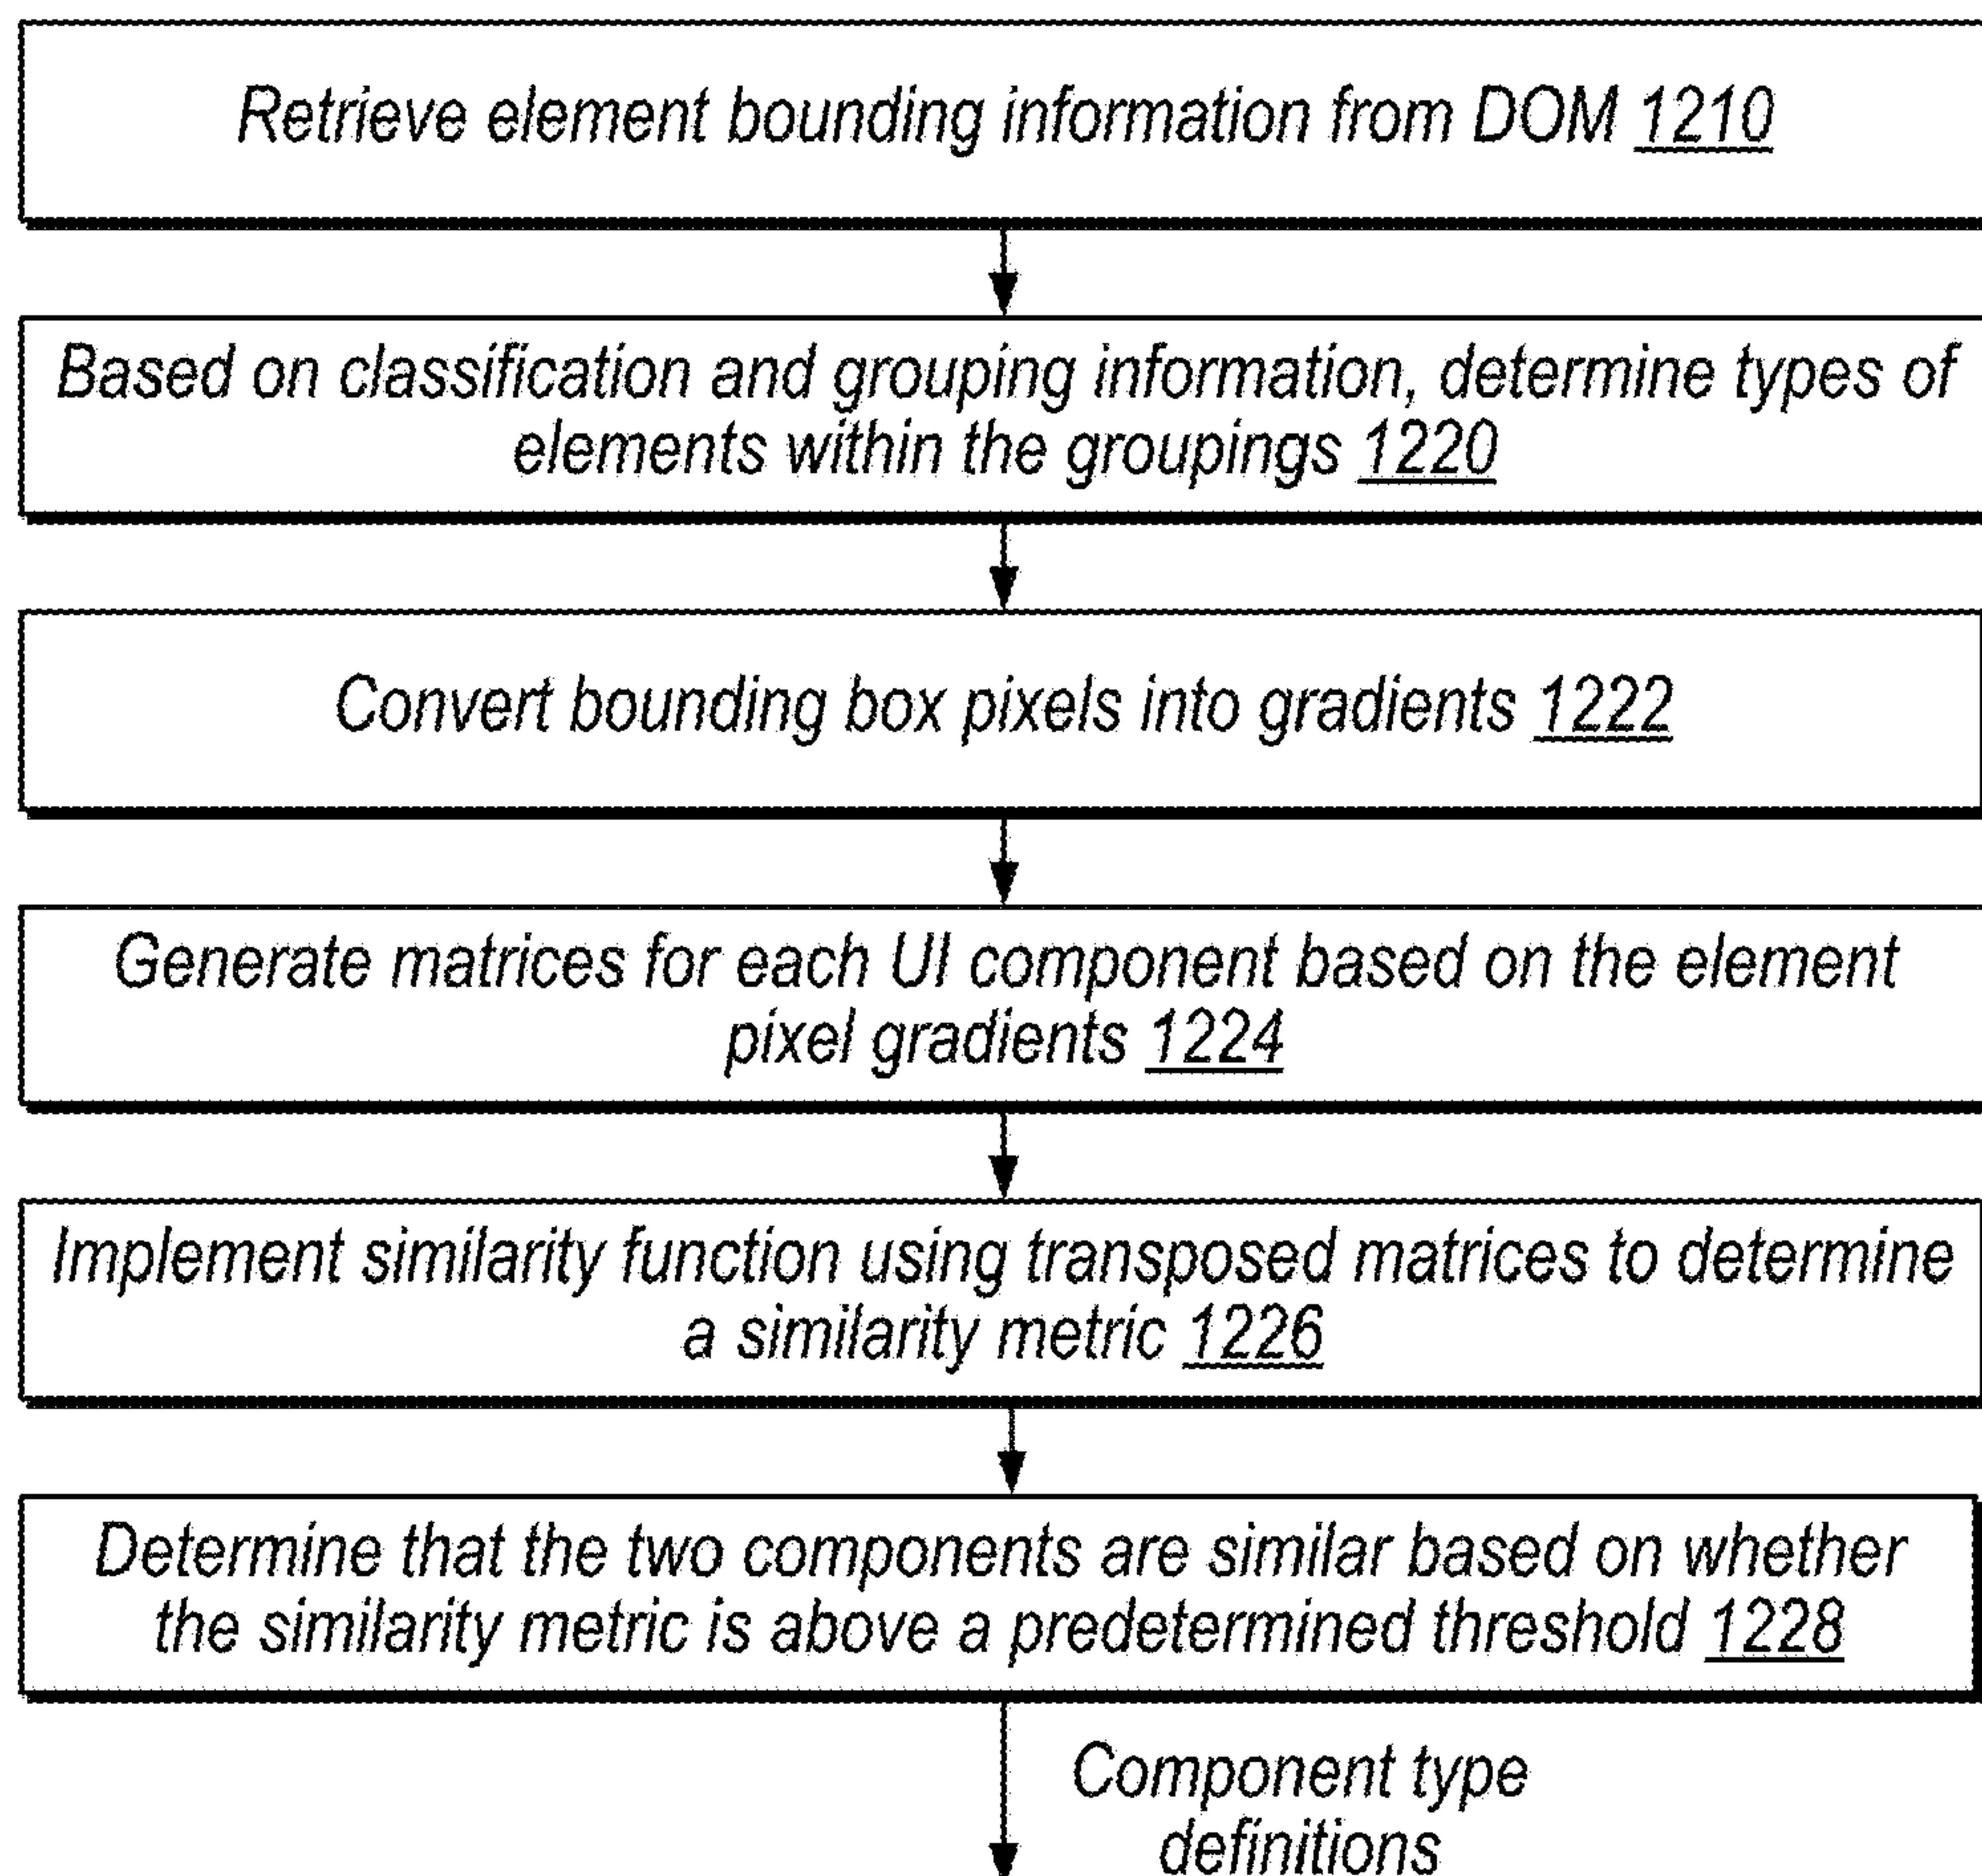 Retrieve element bounding information from DOM 1210
Based on classification and grouping information, determine types of
elements within the groupings 1220
Convert bounding box pixels into gradients 1222
Generate matrices for each UI component based on the element
pixel gradients 1224
Implement similarity function using transposed matrices to determine
a similarity metric 1226
Determine that the two components are similar based on whether
the similarity metric is above a predetermined threshold 1228
Component type
definitions